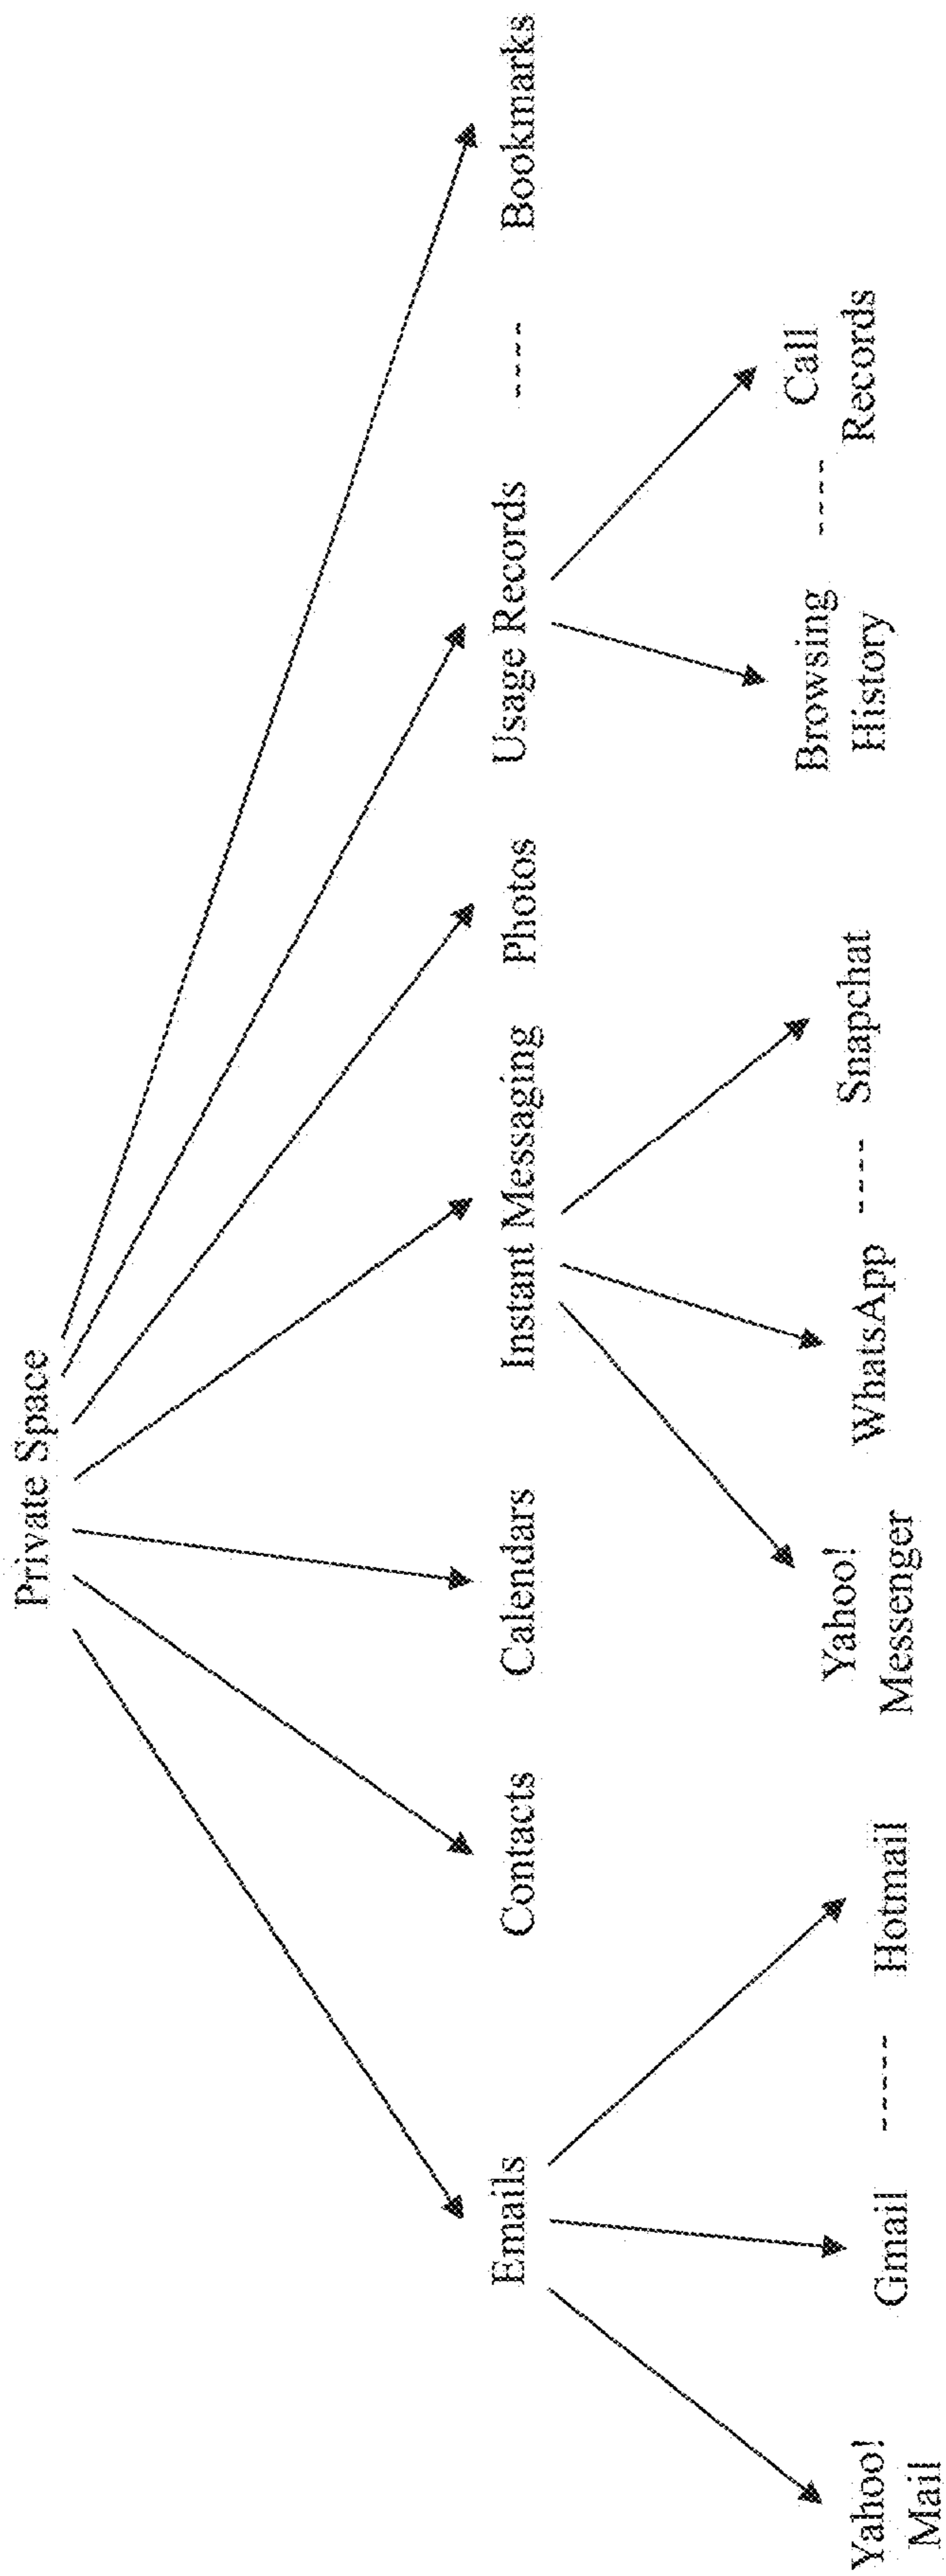 Private Space
Emails
Contacts
Calendars
Instant Messaging
Photos
Usage Records
----
Bookmarks
Yahoo!
Mail
Gmail
-----
Hotmail
Yahoo!
Messenger
WhatsApp
----
Snapchat
Browsing
History
----
Call
Records